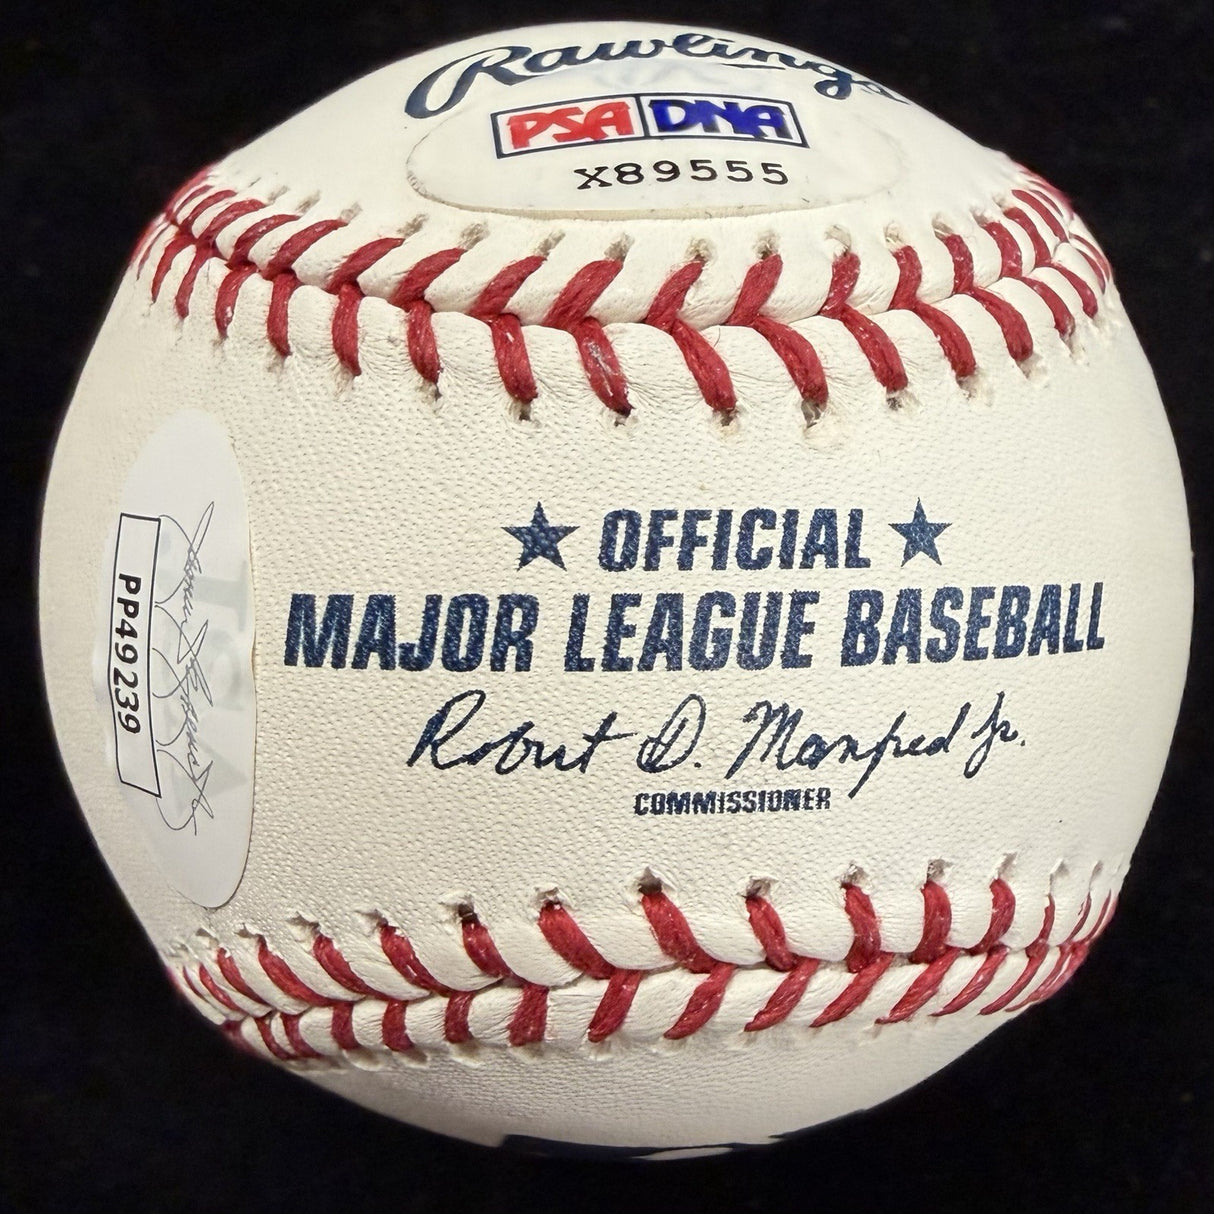 Rawlings
PSA DNA
X89555
★ OFFICIAL ★
MAJOR LEAGUE BASEBALL
Robert D. Manfred Jr.
COMMISSIONER
PP49239